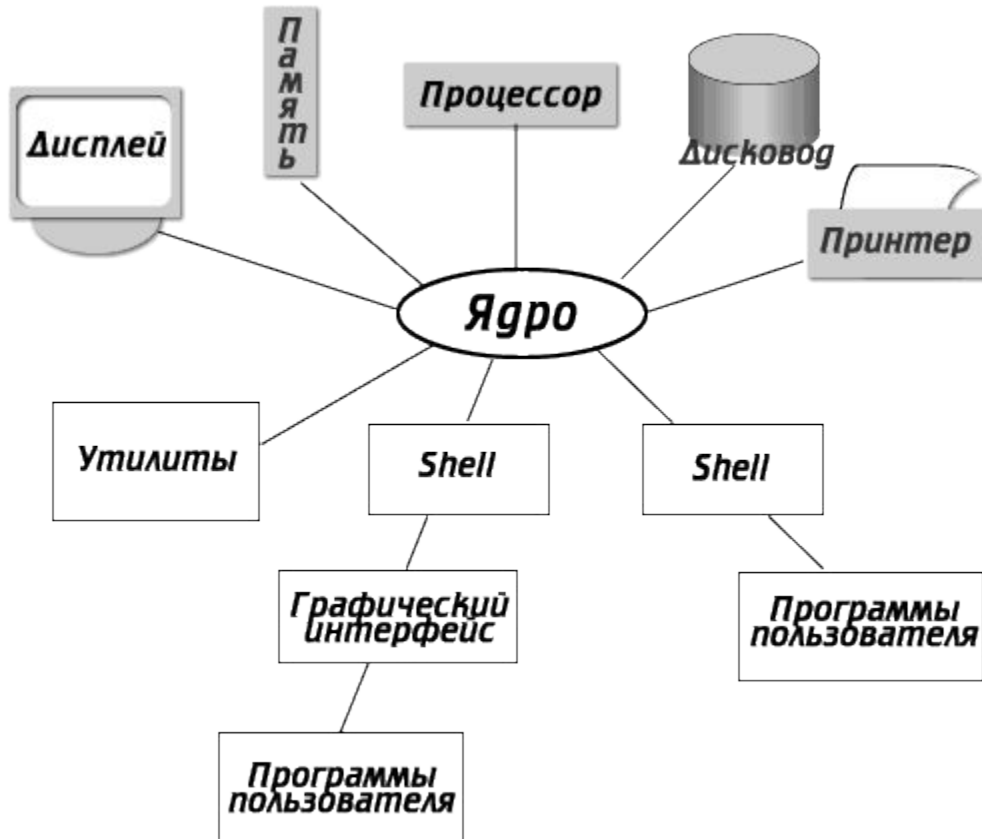 Память
Процессор
Дисплей
Дисковод
Принтер
Ядро
Утилиты
Shell
Shell
Графический
интерфейс
Программы
пользователя
Программы
пользователя